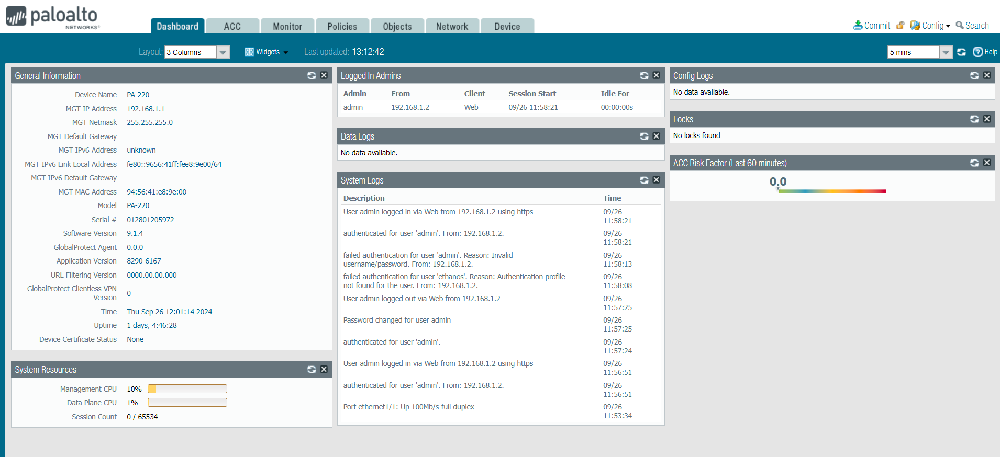 paloalto
NETWORKS
Dashboard ACC Monitor Policies Objects Network Device
Commit Config Search
Layout: 3 Columns Widgets Last updated: 13:12:42 5 mins Help
General Information
Device Name PA-220
MGT IP Address 192.168.1.1
MGT Netmask 255.255.255.0
MGT Default Gateway
MGT IPv6 Address unknown
MGT IPv6 Link Local Address fe80::9656:41ff:fee8:9e00/64
MGT IPv6 Default Gateway
MGT MAC Address 94:56:41:e8:9e:00
Model PA-220
Serial # 012801205972
Software Version 9.1.4
GlobalProtect Agent 0.0.0
Application Version 8290-6167
URL Filtering Version 0000.00.00.000
GlobalProtect Clientless VPN
Version 0
Time Thu Sep 26 12:01:14 2024
Uptime 1 days, 4:46:28
Device Certificate Status None
System Resources
Management CPU 10%
Data Plane CPU 1%
Session Count 0 / 65534
Logged In Admins
Admin From Client Session Start Idle For
admin 192.168.1.2 Web 09/26 11:58:21 00:00:00s
Data Logs
No data available.
System Logs
Description Time
User admin logged in via Web from 192.168.1.2 using https 09/26
11:58:21
authenticated for user 'admin'. From: 192.168.1.2. 09/26
11:58:21
failed authentication for user 'admin'. Reason: Invalid 09/26
username/password. From: 192.168.1.2. 11:58:13
failed authentication for user 'ethanos'. Reason: Authentication profile 09/26
not found for the user. From: 192.168.1.2. 11:58:08
User admin logged out via Web from 192.168.1.2 09/26
11:57:25
Password changed for user admin 09/26
11:57:25
authenticated for user 'admin'. 09/26
11:57:24
User admin logged in via Web from 192.168.1.2 using https 09/26
11:56:51
authenticated for user 'admin'. From: 192.168.1.2. 09/26
11:56:51
Port ethernet1/1: Up 100Mb/s-full duplex 09/26
11:53:34
Config Logs
No data available.
Locks
No locks found
ACC Risk Factor (Last 60 minutes)
0.0